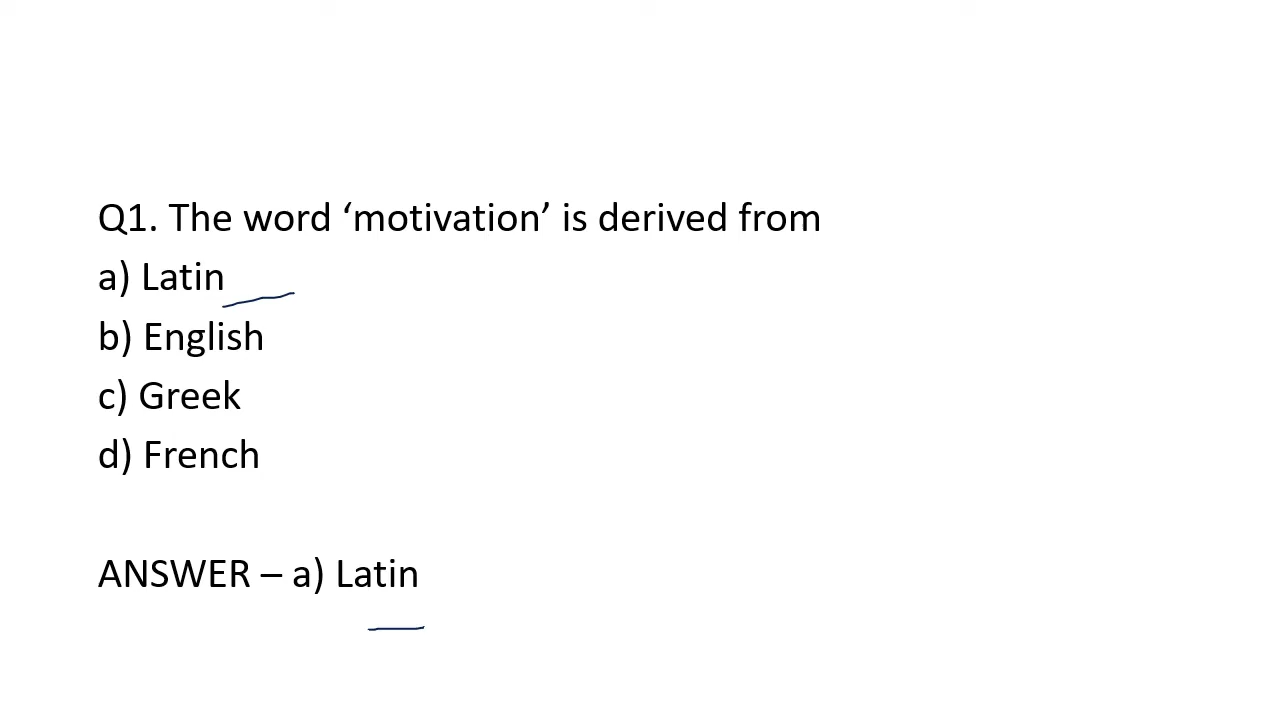 Q1. The word ‘motivation’ is derived from
a) Latin
b) English
c) Greek
d) French
ANSWER – a) Latin